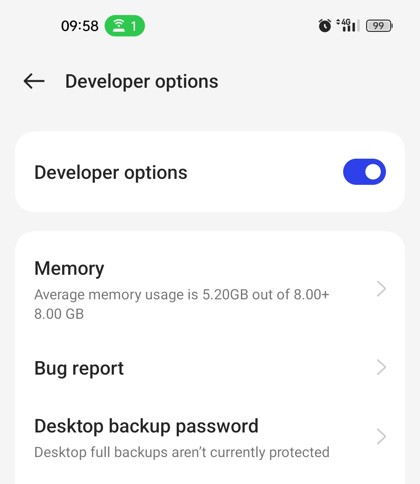 09:58 1 4G 99
Developer options
Developer options
Memory
Average memory usage is 5.20GB out of 8.00+
8.00 GB
Bug report
Desktop backup password
Desktop full backups aren't currently protected